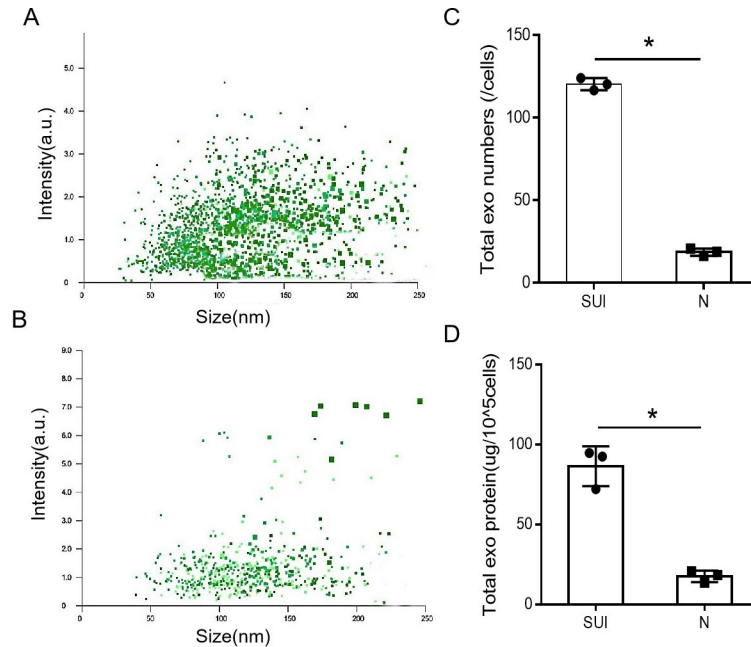 A
Intensity(a.u.)
5.0
4.0
3.0
2.0
1.0
0
0 50 100 150 200 250
Size(nm)
B
Intensity(a.u.)
9.0
8.0
7.0
6.0
5.0
4.0
3.0
2.0
1.0
0
0 50 100 150 200 250
Size(nm)
C
Total exo numbers (/cells)
150
100
50
0
*
SUI N
D
Total exo protein(ug/10^5cells)
150
100
50
0
*
SUI N